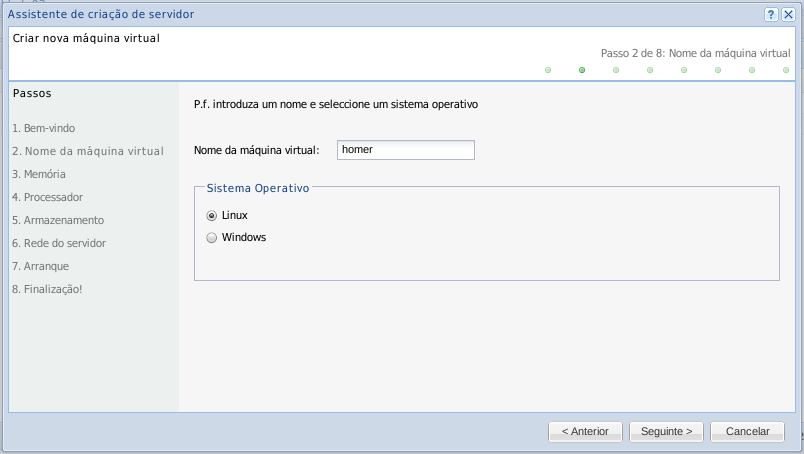 Assistente de criação de servidor
?
Criar nova máquina virtual
Passo 2 de 8: Nome da máquina virtual
Passos
1. Bem-vindo
2. Nome da máquina virtual
3. Memória
4. Processador
5. Armazenamento
6. Rede do servidor
7. Arranque
8. Finalização!
P.f. introduza um nome e seleccione um sistema operativo
Nome da máquina virtual: homer
Sistema Operativo
Linux
Windows
< Anterior Seguinte > Cancelar